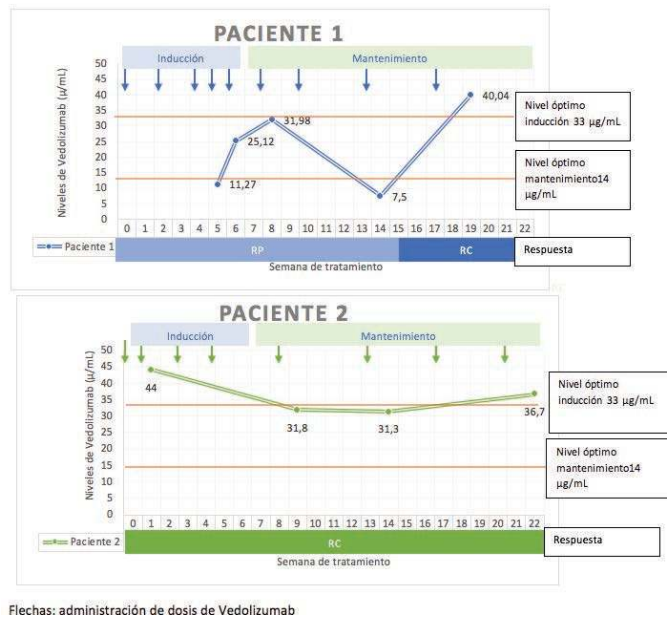 PACIENTE 1
Inducción
Mantenimiento
Niveles de Vedolizumab (µ/mL)
50
45
40
35
30
25
20
15
10
5
0
11,27
25,12
31,98
7,5
40,04
Nivel óptimo
inducción 33 µg/mL
Nivel óptimo
mantenimiento14
µg/mL
0 1 2 3 4 5 6 7 8 9 10 11 12 13 14 15 16 17 18 19 20 21 22
Paciente 1
RP
RC
Respuesta
Semana de tratamiento
PACIENTE 2
Inducción
Mantenimiento
Niveles de Vedolizumab (µ/mL)
50
45
40
35
30
25
20
15
10
5
0
44
31,8
31,3
36,7
Nivel óptimo
inducción 33 µg/mL
Nivel óptimo
mantenimiento14
µg/mL
0 1 2 3 4 5 6 7 8 9 10 11 12 13 14 15 16 17 18 19 20 21 22
Paciente 2
RC
Respuesta
Semana de tratamiento
Flechas: administración de dosis de Vedolizumab